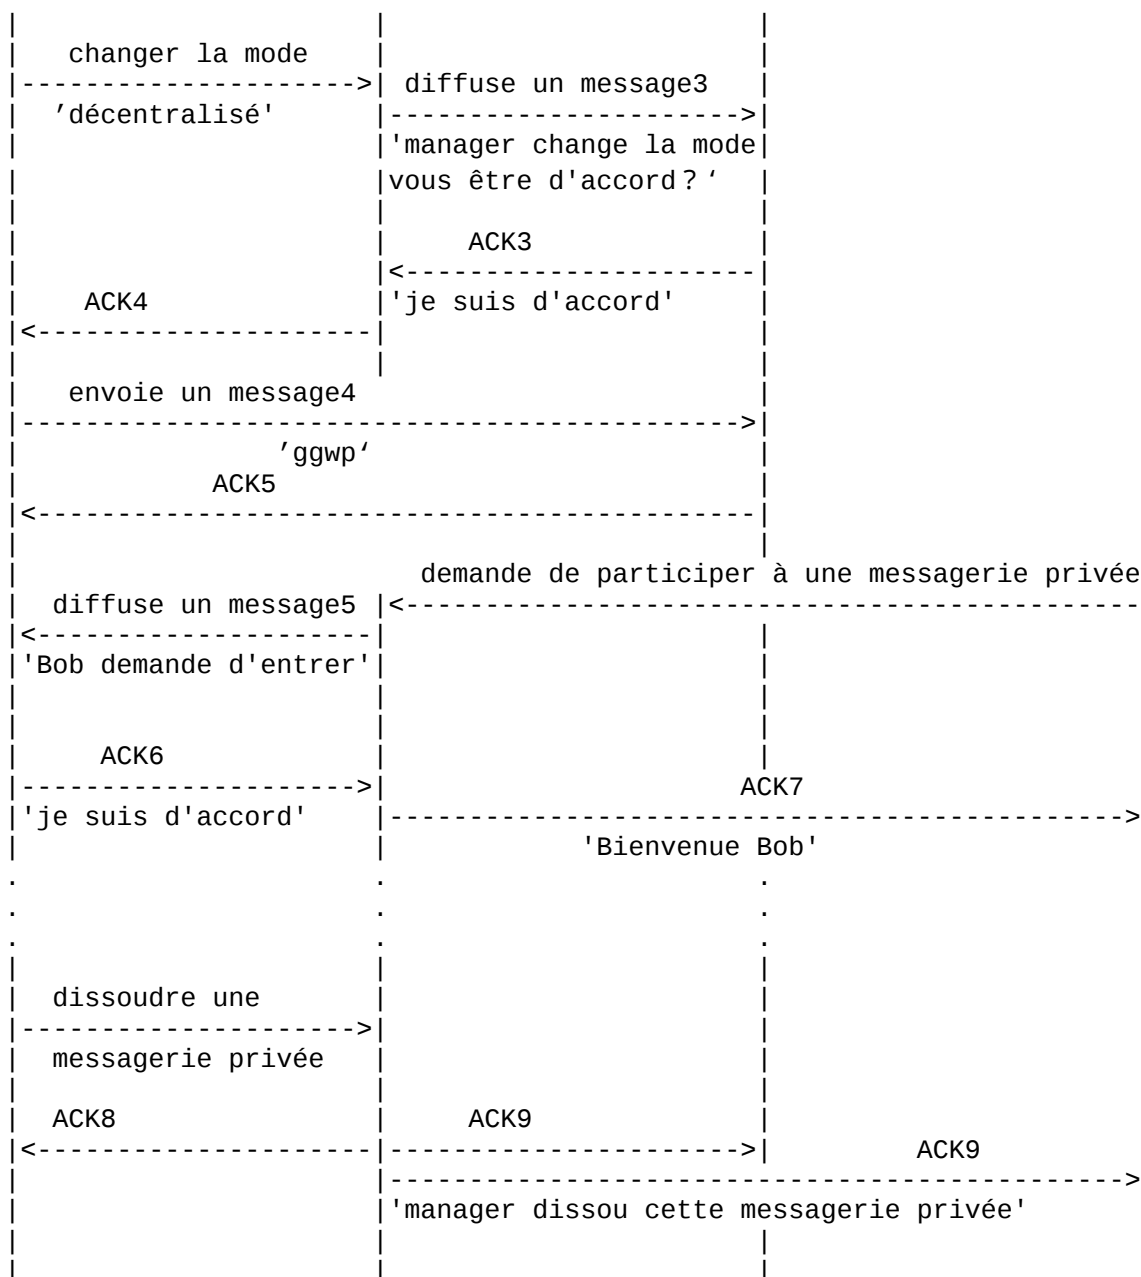 changer la mode
diffuse un message3
’décentralisé'
'manager change la mode
vous être d'accord？‘
ACK3
ACK4
'je suis d'accord'
envoie un message4
’ggwp‘
ACK5
demande de participer à une messagerie privée
diffuse un message5
'Bob demande d'entrer'
ACK6
ACK7
'je suis d'accord'
'Bienvenue Bob'
dissoudre une
messagerie privée
ACK8 ACK9
ACK9
'manager dissou cette messagerie privée'